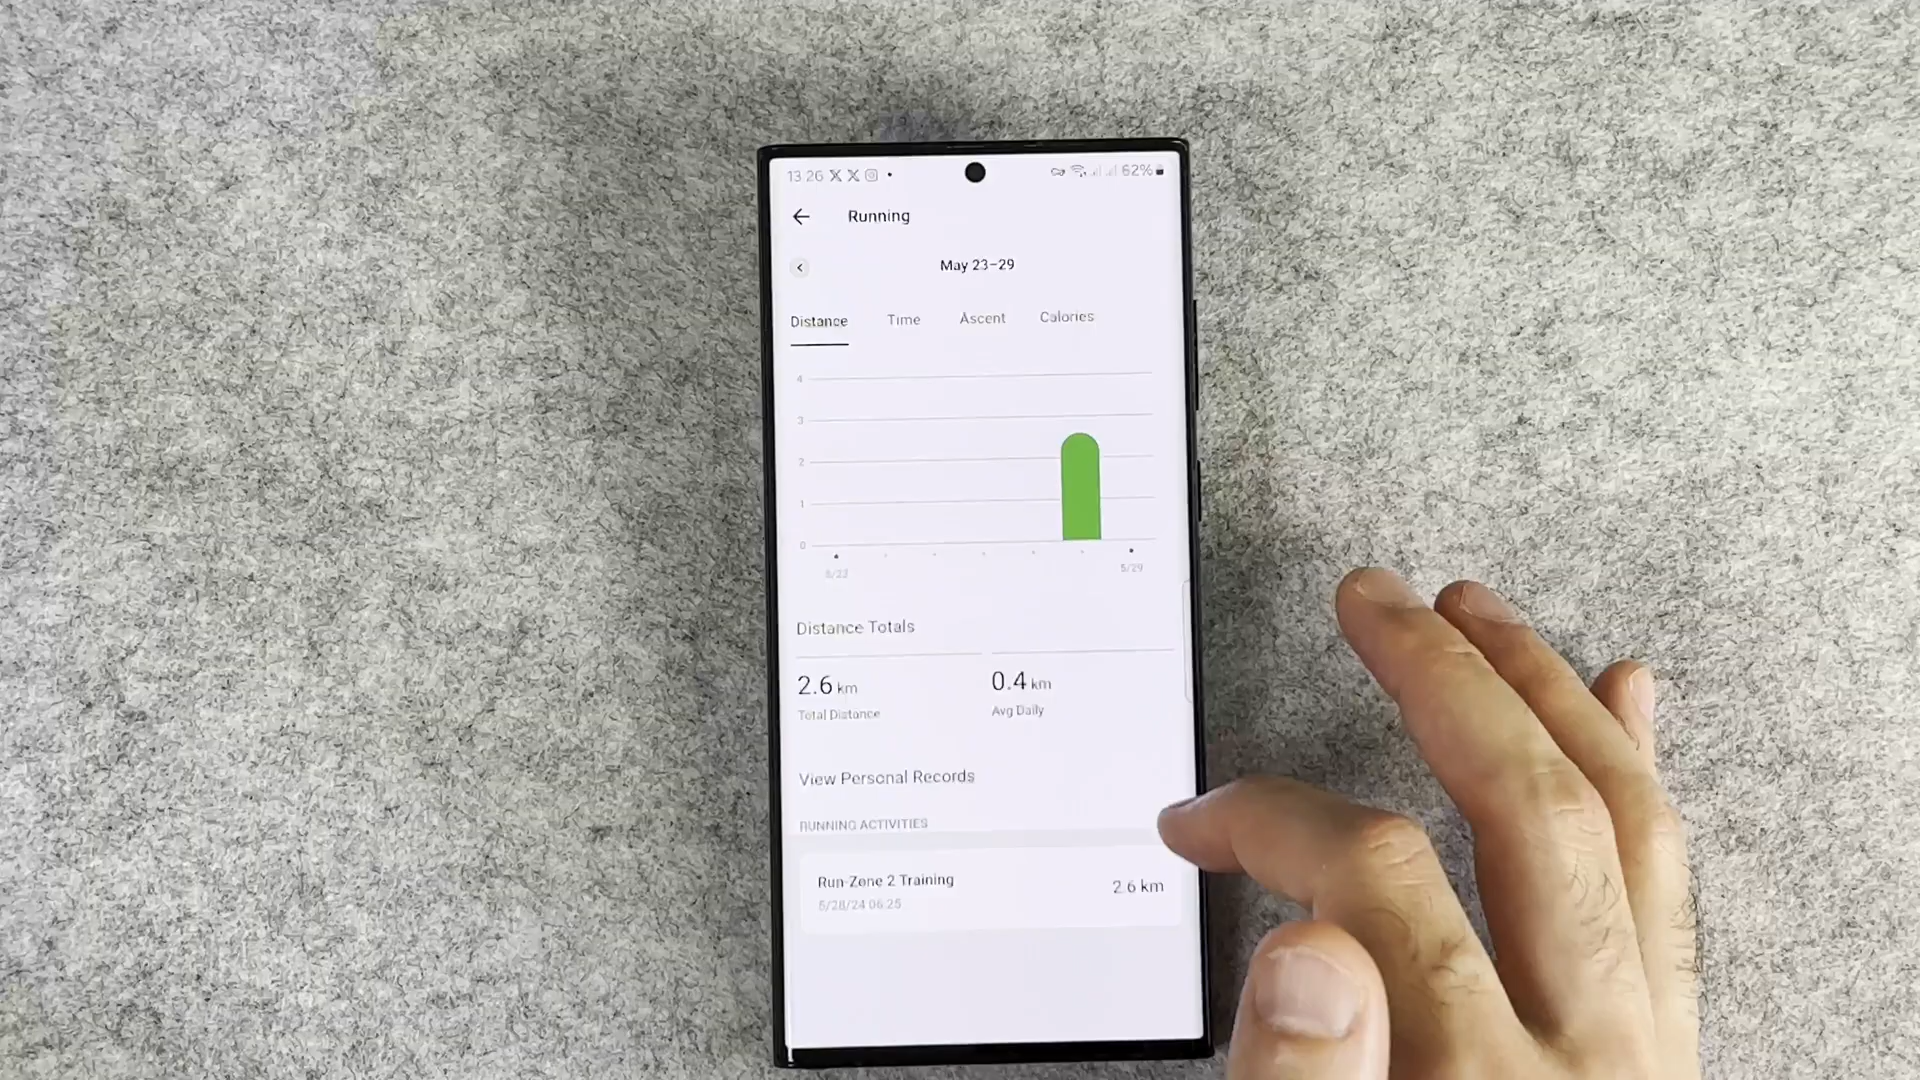 13:26 62%
Running
May 23–29
Distance Time Ascent Calories
4
3
2
1
0
5/23 5/29
Distance Totals
2.6 km 0.4 km
Total Distance Avg Daily
View Personal Records
RUNNING ACTIVITIES
Run-Zone 2 Training
2.6 km
5/28/24 06:25